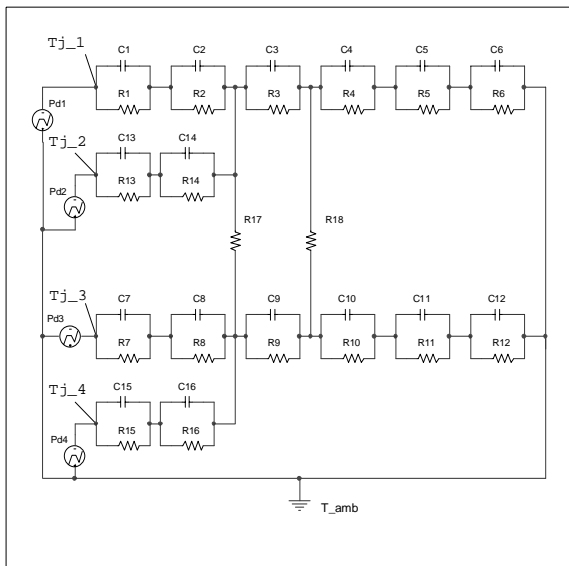 Tj_1
C1 C2 C3 C4 C5 C6
R1 R2 R3 R4 R5 R6
Pd1
Tj_2
C13 C14
R13 R14
Pd2
R17 R18
Tj_3
C7 C8 C9 C10 C11 C12
Pd3
R7 R8 R9 R10 R11 R12
Tj_4
C15 C16
R15 R16
Pd4
T_amb